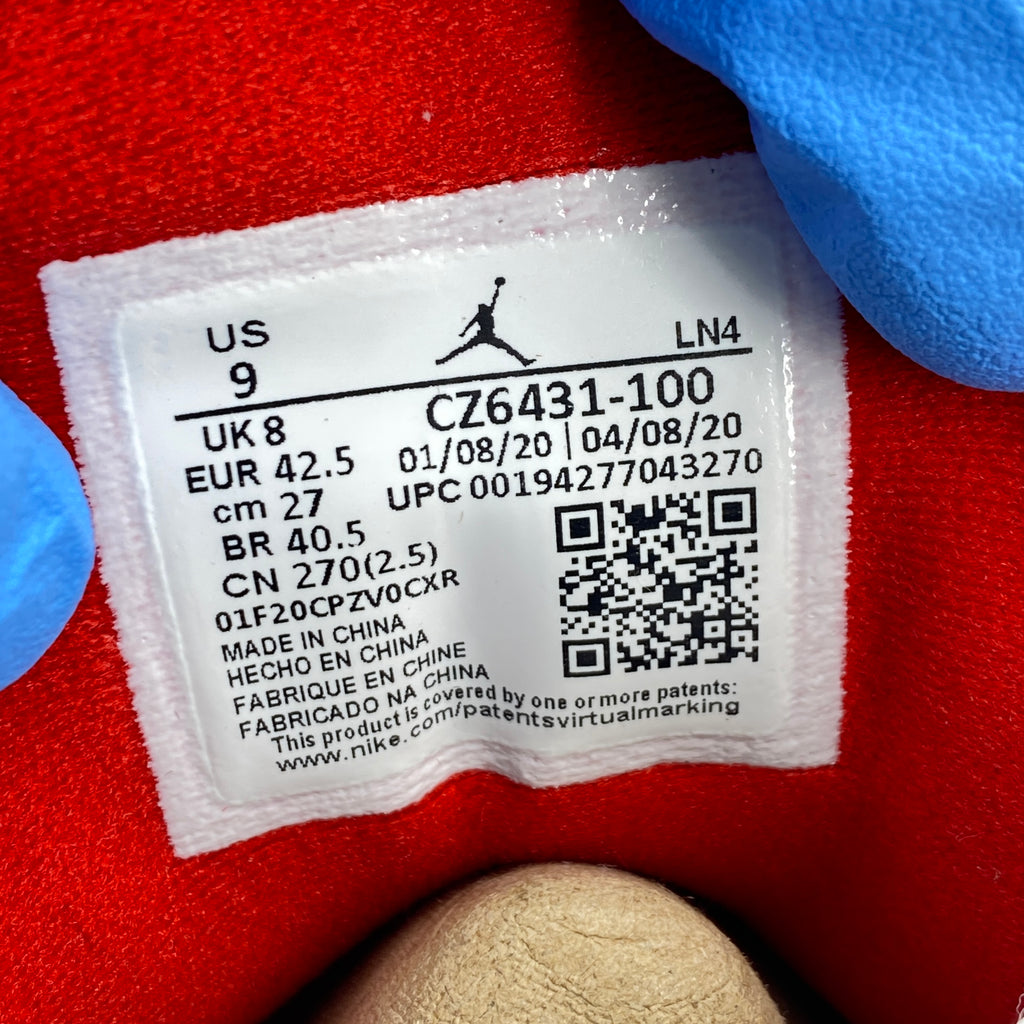 US
9
LN4
UK 8
EUR 42.5
cm 27
BR 40.5
CN 270(2.5)
CZ6431-100
01/08/20 | 04/08/20
UPC 00194277043270
01F20CPZV0CXR
MADE IN CHINA
HECHO EN CHINA
FABRIQUE EN CHINE
FABRICADO NA CHINA
This product is covered by one or more patents:
www.nike.com/patentsvirtualmarking